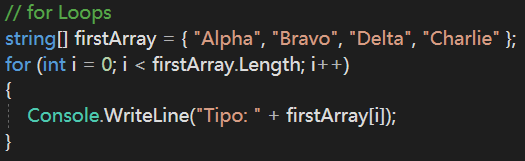 // for Loops
string[] firstArray = { "Alpha", "Bravo", "Delta", "Charlie" };
for (int i = 0; i < firstArray.Length; i++)
{
    Console.WriteLine("Tipo: " + firstArray[i]);
}